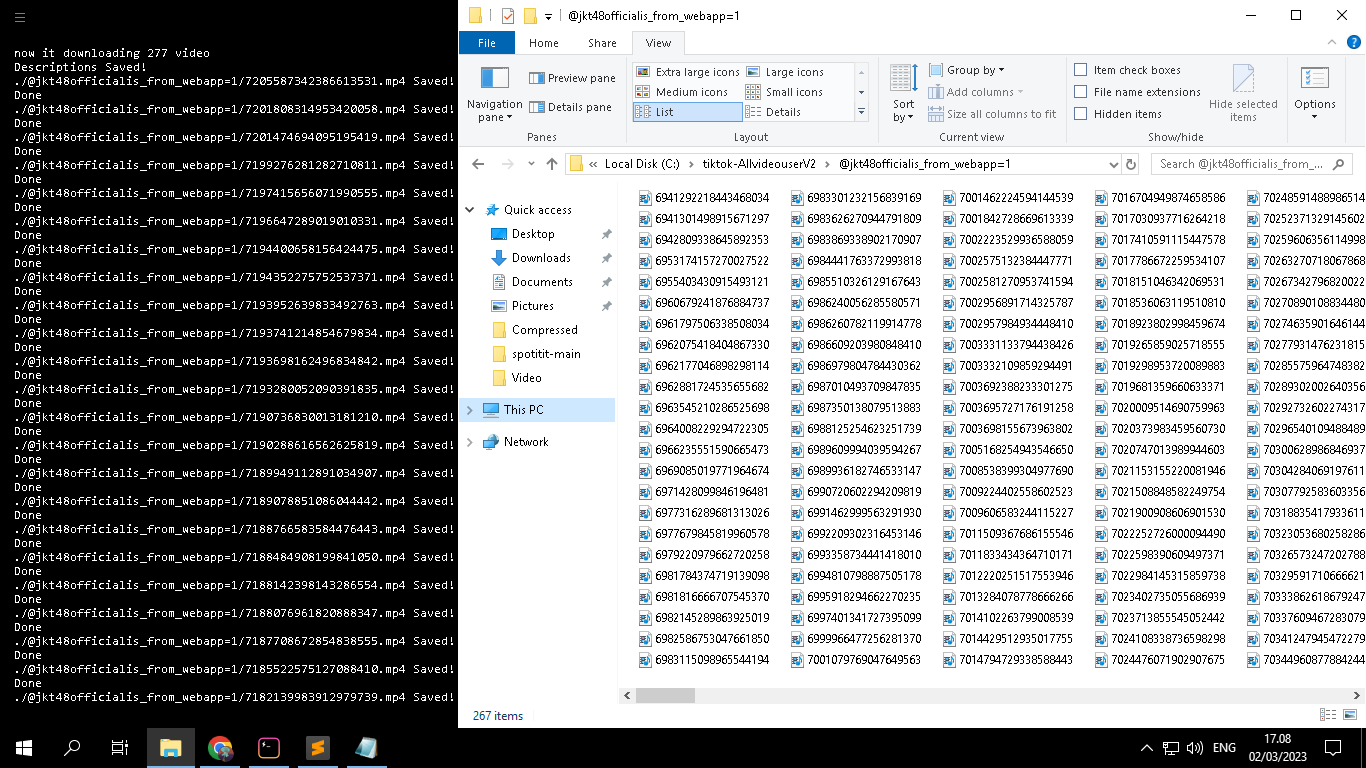 now it downloading 277 video
Descriptions Saved!
./@jkt48officialis_from_webapp=1/7205587342386613531.mp4 Saved!
Done
./@jkt48officialis_from_webapp=1/7201808314953420058.mp4 Saved!
Done
./@jkt48officialis_from_webapp=1/7201474694095195419.mp4 Saved!
Done
./@jkt48officialis_from_webapp=1/7199276281282710811.mp4 Saved!
Done
./@jkt48officialis_from_webapp=1/7197415656071990555.mp4 Saved!
Done
./@jkt48officialis_from_webapp=1/7196647289019010331.mp4 Saved!
Done
./@jkt48officialis_from_webapp=1/7194400658156424475.mp4 Saved!
Done
./@jkt48officialis_from_webapp=1/7194352275752537371.mp4 Saved!
Done
./@jkt48officialis_from_webapp=1/7193952639833492763.mp4 Saved!
Done
./@jkt48officialis_from_webapp=1/7193741214854679834.mp4 Saved!
Done
./@jkt48officialis_from_webapp=1/7193698162496834842.mp4 Saved!
Done
./@jkt48officialis_from_webapp=1/7193280052090391835.mp4 Saved!
Done
./@jkt48officialis_from_webapp=1/7190736830013181210.mp4 Saved!
Done
./@jkt48officialis_from_webapp=1/7190288616562625819.mp4 Saved!
Done
./@jkt48officialis_from_webapp=1/7189949112891034907.mp4 Saved!
Done
./@jkt48officialis_from_webapp=1/7189078851086044442.mp4 Saved!
Done
./@jkt48officialis_from_webapp=1/7188765835844476443.mp4 Saved!
Done
./@jkt48officialis_from_webapp=1/7188484908199841050.mp4 Saved!
Done
./@jkt48officialis_from_webapp=1/7188142398143286554.mp4 Saved!
Done
./@jkt48officialis_from_webapp=1/7188076961820888347.mp4 Saved!
Done
./@jkt48officialis_from_webapp=1/7187708672854838555.mp4 Saved!
Done
./@jkt48officialis_from_webapp=1/7185522575127088410.mp4 Saved!
Done
./@jkt48officialis_from_webapp=1/7182139983912979739.mp4 Saved!
@jkt48officialis_from_webapp=1
File Home Share View
Navigation pane
Preview pane
Details pane
Panes
Extra large icons Large icons
Medium icons Small icons
List Details
Layout
Sort by
Group by
Add columns
Size all columns to fit
Current view
Item check boxes
File name extensions
Hidden items
Hide selected items
Show/hide
Options
« Local Disk (C:) › tiktok-AllvideouserV2 › @jkt48officialis_from_webapp=1
Search @jkt48officialis_from_...
Quick access
Desktop
Downloads
Documents
Pictures
Compressed
spotitit-main
Video
This PC
Network
6941292218443468034 6983301232156839169 7001462224594144539 7016704949874658586 70248591488986514
6941301498915671297 6983626270944791809 7001842728669613339 7017030937716264218 70252371329145602
6942809338645892353 6983869338902170907 7002223529936588059 7017410591115447578 70259606356114998
6953174157270027522 6984441763372993818 7002575132384447771 7017786672259534107 70263270718067868
6955403430915493121 6985510326129167643 7002581270953741594 7018151046342069531 70267342796820022
6960679241876884737 6986240056285580571 7002956891714325787 7018536063119310810 70270890108834480
6961797506338508034 6986260782119914778 7002957984934448410 7018923802998459674 70274635901646144
6962075418404867330 6986609203980848410 7003331133794438426 7019265859025718555 70277931476231815
6962177046898298114 6986979804784430362 7003332109859294491 7019298953720089883 70285575964748382
6962881724535655682 6987010493709847835 7003692388233301275 7019681359660633371 70289302002640356
6963545210286525698 6987350138079513883 7003695727176191258 7020009514650979963 70292732602274317
6964008229294722305 6988125254623251739 7003698155673963802 7020373983459560730 70296540109488489
6966235551590665473 6989609994039594267 7005168254943546650 7020747013989944603 70300628986846937
6969085019771964674 6989936182746533147 7008538399304977690 7021153155220081946 70304284069197611
6971428099846196481 6990720602294209819 7009224402558602523 7021508848582249754 70307792583603356
6977316289681313026 6991462999563291930 7009606583244115227 7021900908606901530 70318835417933611
6977679845819960578 6992209302316453146 7011509367686155546 7022252726000094490 70323053680258286
6979220979662720258 6993358734441418010 7011833434364710171 7022598390609497371 70326573247202788
6981784374719139098 6994810798887505178 7012220251517553946 7022984145315859738 70329591710666621
6981816666707545370 6995918294662270235 7013284078778666266 7023402735055686939 70333862618679247
6982145289863925019 6997401341727395099 7014102263799008539 7023713855545052442 70337609467283079
6982586753047661850 6999966477256281370 7014429512935017755 7024108338736598298 70341247945472279
6983115098965544194 7001079769047649563 7014794729338588443 7024476071902907675 70344960877884244
267 items
ENG
17.08
02/03/2023